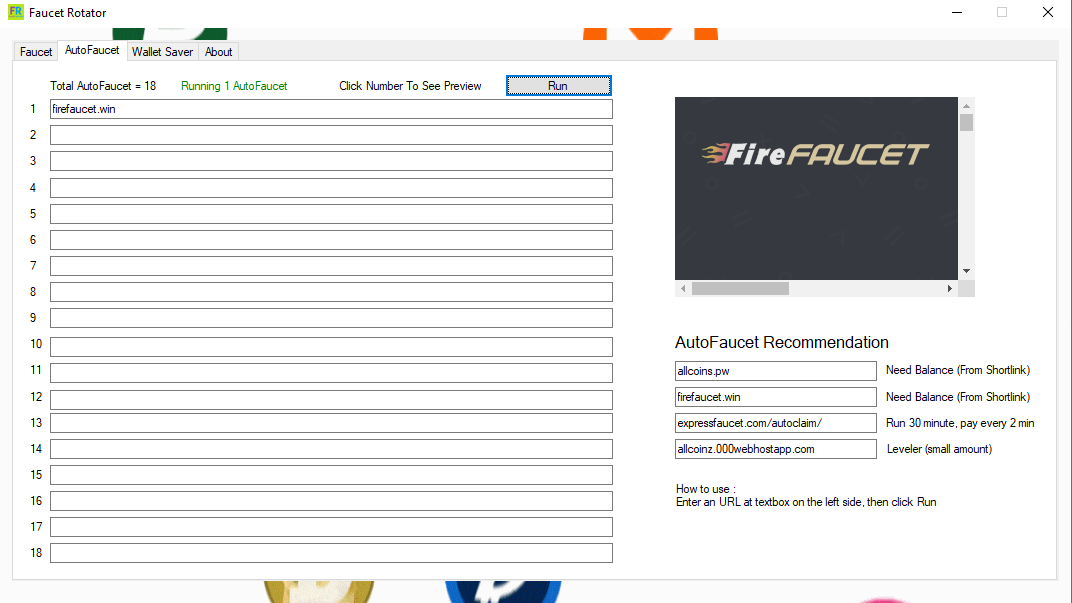 FR Faucet Rotator
Faucet AutoFaucet Wallet Saver About
Total AutoFaucet = 18 Running 1 AutoFaucet Click Number To See Preview Run
1 firefaucet.win
2
3
4
5
6
7
8
9
10
11
12
13
14
15
16
17
18
Fire FAUCET
AutoFaucet Recommendation
allcoins.pw Need Balance (From Shortlink)
firefaucet.win Need Balance (From Shortlink)
expressfaucet.com/autoclaim/ Run 30 minute, pay every 2 min
allcoinz.000webhostapp.com Leveler (small amount)
How to use :
Enter an URL at textbox on the left side, then click Run